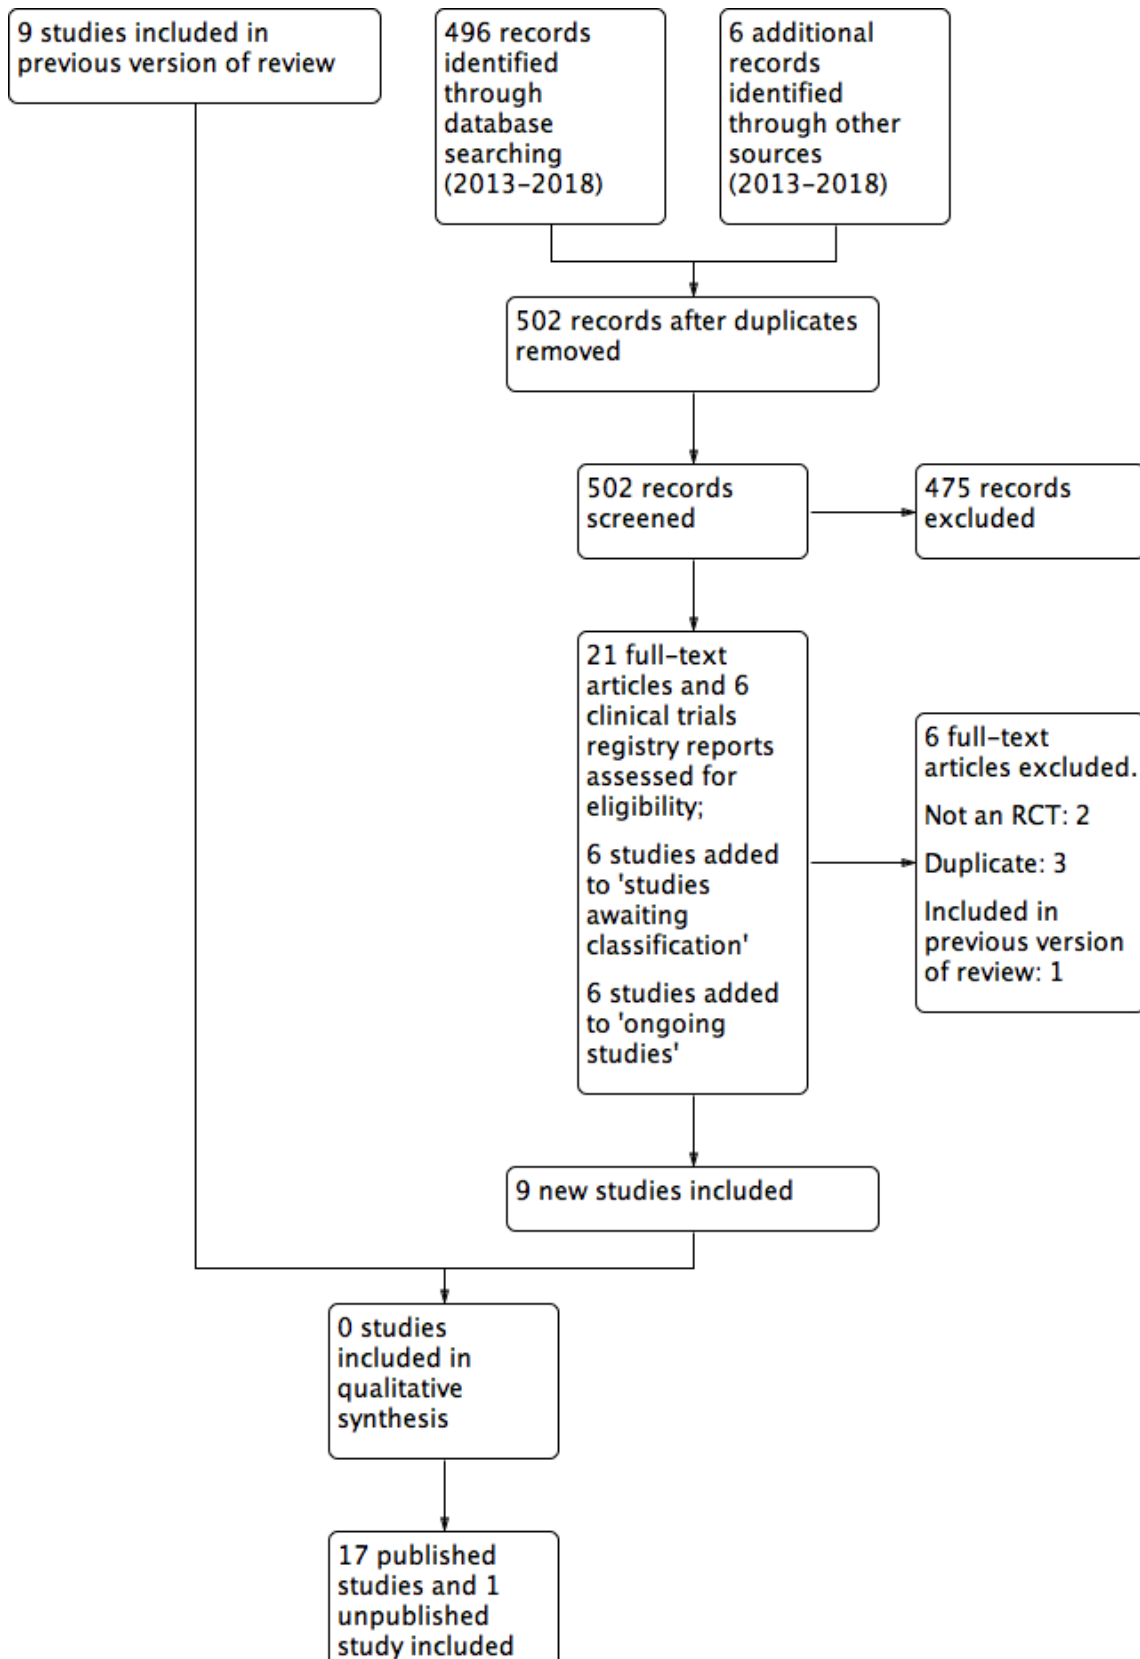 9 studies included in
previous version of review
496 records
identified
through
database
searching
(2013-2018)
6 additional
records
identified
through other
sources
(2013-2018)
502 records after duplicates
removed
502 records
screened
475 records
excluded
21 full-text
articles and 6
clinical trials
registry reports
assessed for
eligibility;
6 studies added
to 'studies
awaiting
classification'
6 studies added
to 'ongoing
studies'
6 full-text
articles excluded.
Not an RCT: 2
Duplicate: 3
Included in
previous version
of review: 1
9 new studies included
0 studies
included in
qualitative
synthesis
17 published
studies and 1
unpublished
study included